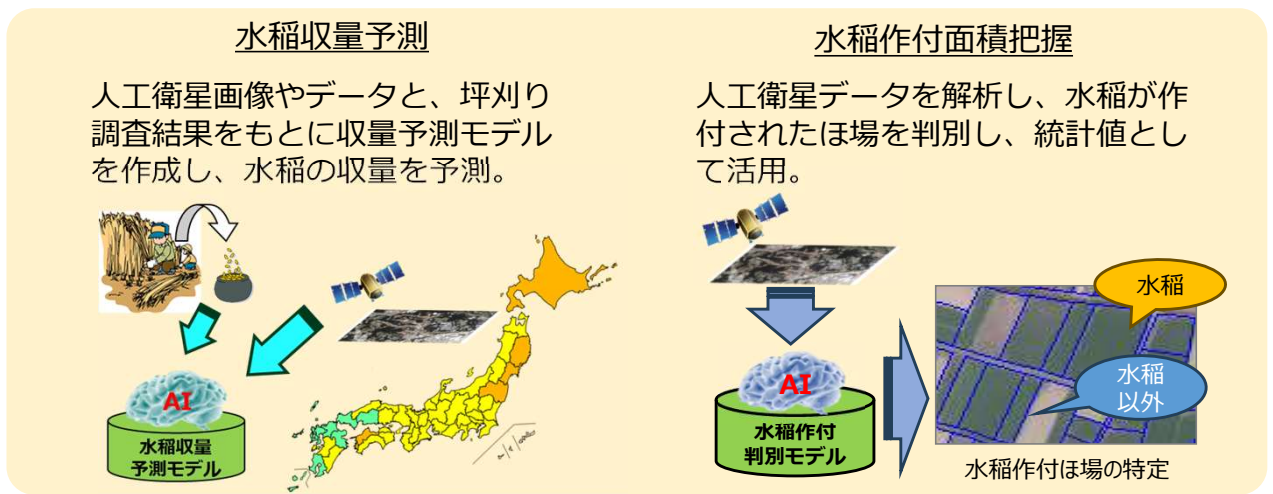 水稲収量予測
人工衛星画像やデータと、坪刈り
調査結果をもとに収量予測モデル
を作成し、水稲の収量を予測。
AI
水稲収量
予測モデル
水稲作付面積把握
人工衛星データを解析し、水稲が作
付されたほ場を判別し、統計値とし
て活用。
AI
水稲作付
判別モデル
水稲
水稲
以外
水稲作付ほ場の特定